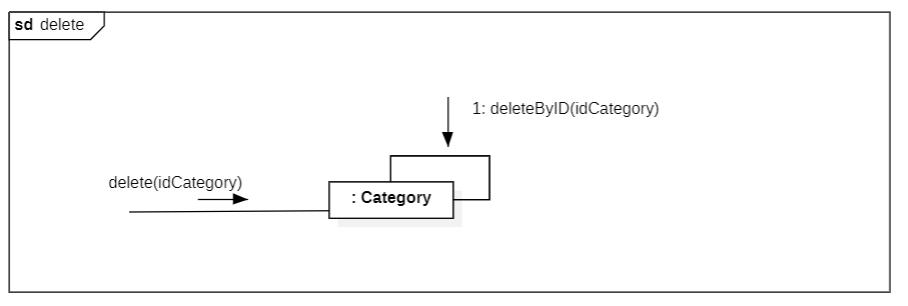 sd delete
1: deleteByID(idCategory)
delete(idCategory)
: Category